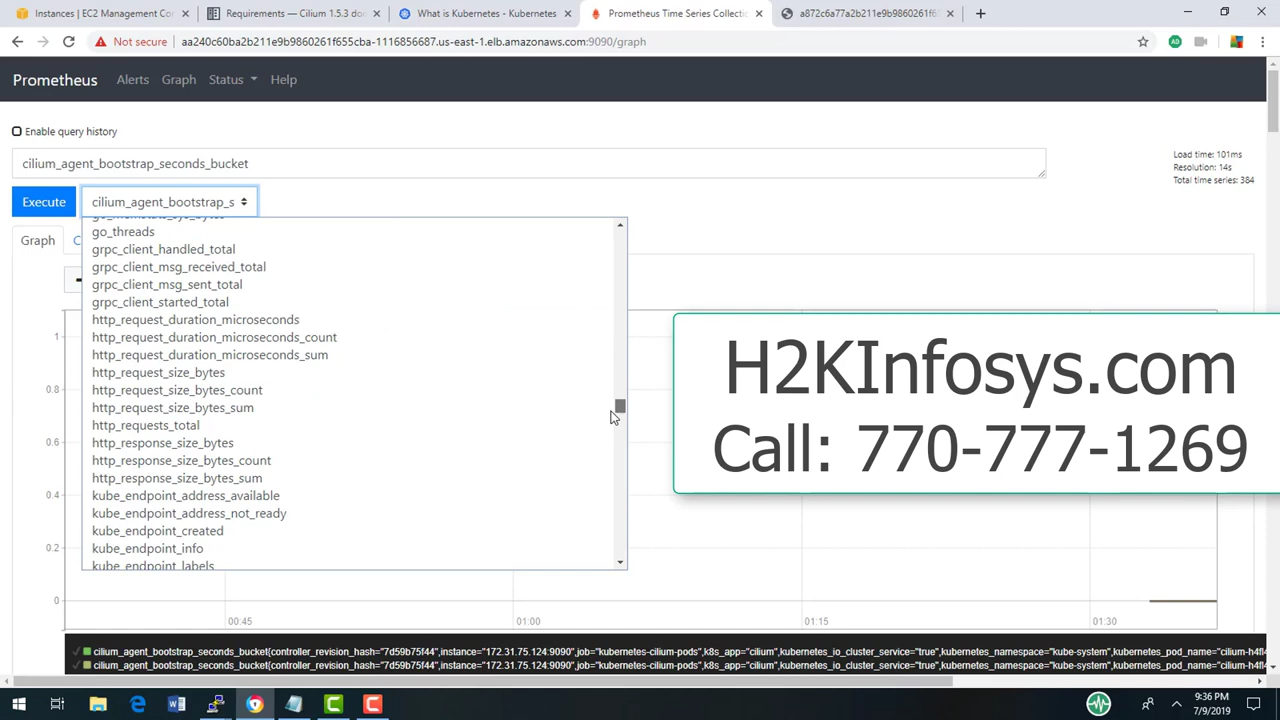 Instances | EC2 Management Con
Requirements — Cilium 1.5.3 do
What is Kubernetes - Kubernetes
Prometheus Time Series Collecti
a872c6a77a2b211e9b9860261f65
Not secure
aa240c60ba2b211e9b9860261f655cba-1116856687.us-east-1.elb.amazonaws.com:9090/graph
Prometheus Alerts Graph Status Help
Enable query history
cilium_agent_bootstrap_seconds_bucket
Load time: 101ms
Resolution: 14s
Total time series: 384
Execute
cilium_agent_bootstrap_s
Graph
go_threads
grpc_client_handled_total
grpc_client_msg_received_total
grpc_client_msg_sent_total
grpc_client_started_total
http_request_duration_microseconds
http_request_duration_microseconds_count
http_request_duration_microseconds_sum
http_request_size_bytes
http_request_size_bytes_count
http_request_size_bytes_sum
http_requests_total
http_response_size_bytes
http_response_size_bytes_count
http_response_size_bytes_sum
kube_endpoint_address_available
kube_endpoint_address_not_ready
kube_endpoint_created
kube_endpoint_info
kube_endpoint_labels
H2KInfosys.com
Call: 770-777-1269
1
0.8
0.6
0.4
0.2
0
00:45
01:00
01:15
01:30
cilium_agent_bootstrap_seconds_bucket{controller_revision_hash="7d59b75f44",instance="172.31.75.124:9090",job="kubernetes-cilium-pods",k8s_app="cilium",kubernetes_io_cluster_service="true",kubernetes_namespace="kube-system",kubernetes_pod_name="cilium-h4fl
cilium_agent_bootstrap_seconds_bucket{controller_revision_hash="7d59b75f44",instance="172.31.75.124:9090",job="kubernetes-cilium-pods",k8s_app="cilium",kubernetes_io_cluster_service="true",kubernetes_namespace="kube-system",kubernetes_pod_name="cilium-h4fl
9:36 PM
7/9/2019